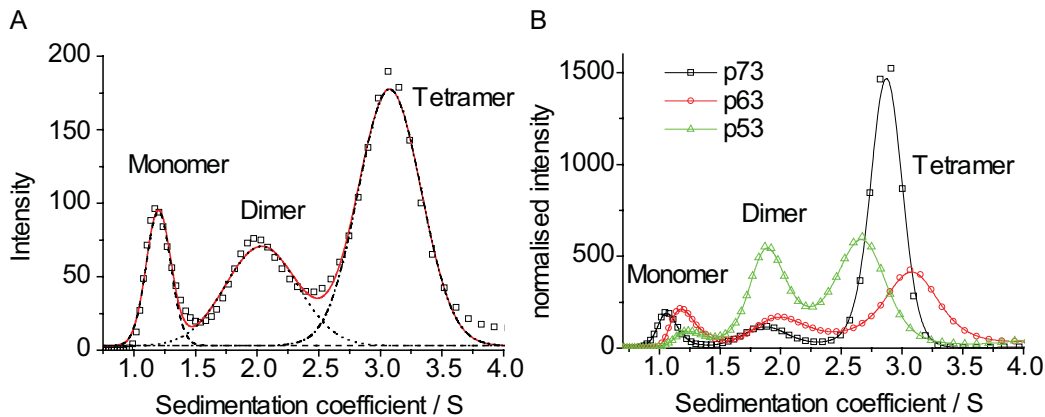 A
200
150
100
50
0
Intensity
Monomer
Dimer
Tetramer
1.0 1.5 2.0 2.5 3.0 3.5 4.0
Sedimentation coefficient / S
B
1500
1000
500
0
normalised intensity
p73
p63
p53
Tetramer
Dimer
Monomer
1.0 1.5 2.0 2.5 3.0 3.5 4.0
Sedimentation coefficient / S